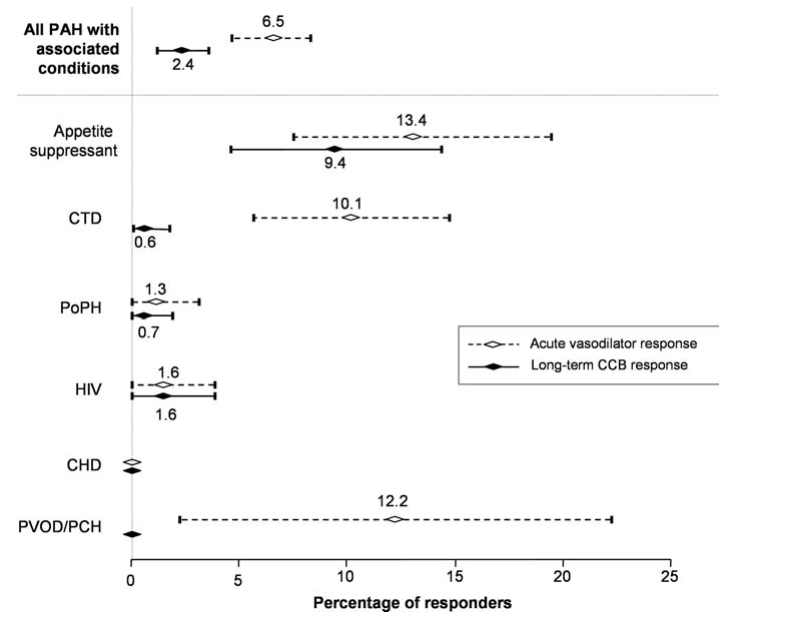 6.5
All PAH with
associated
conditions
2.4
13.4
Appetite
suppressant
9.4
10.1
CTD
0.6
1.3
PoPH
0.7
Acute vasodilator response
Long-term CCB response
1.6
HIV
1.6
CHD
12.2
PVOD/PCH
0 5 10 15 20 25
Percentage of responders